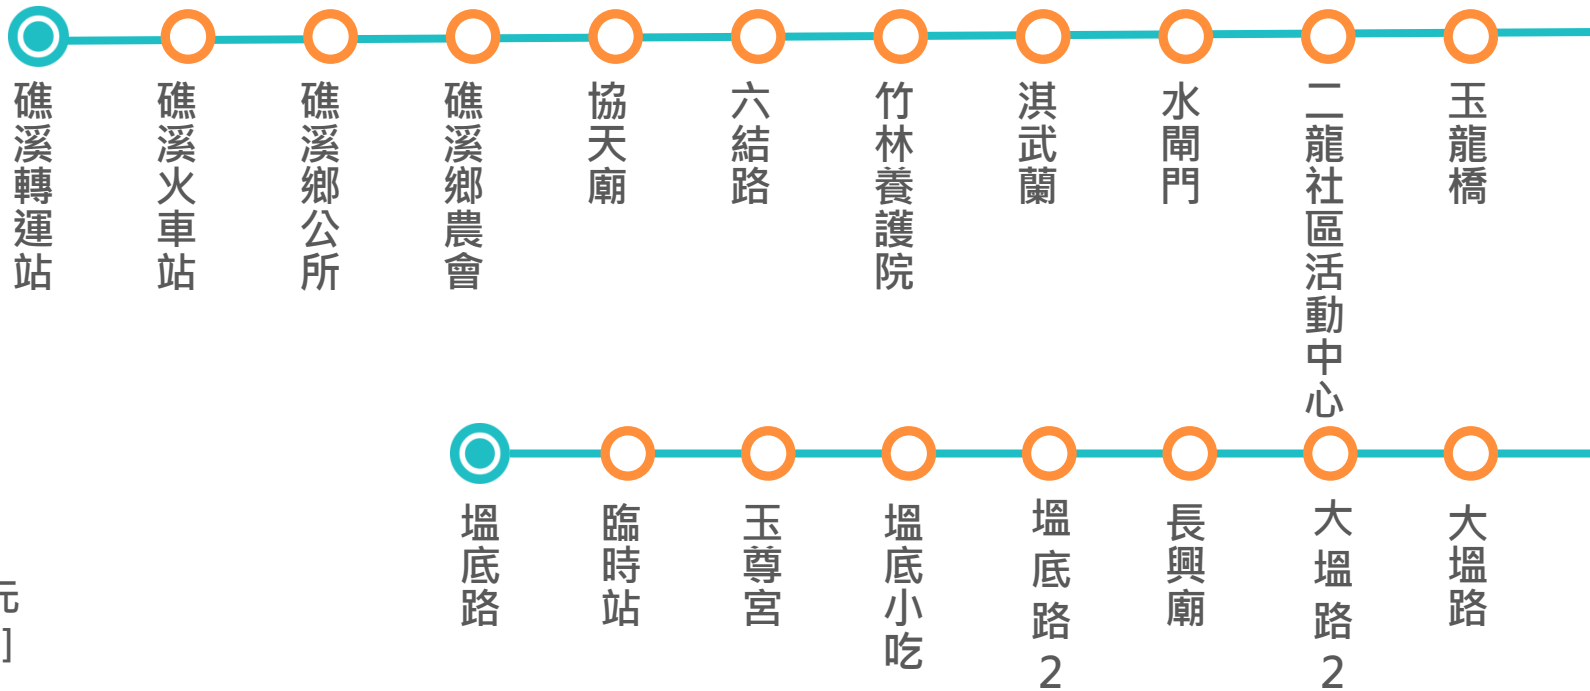 礁溪轉運站
礁溪火車站
礁溪鄉公所
礁溪鄉農會
協天廟
六結路
竹林養護院
淇武蘭
水閘門
二龍社區活動中心
玉龍橋
塭底路
臨時站
玉尊宮
塭底小吃
塭底路2
長興廟
大塭路2
大塭路
元
]